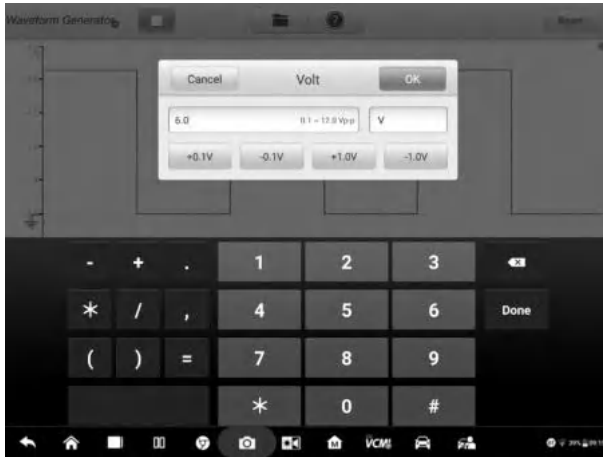 Waveform Generator
Reset
Cancel Volt OK
6.0 0.1 ~ 12.0 Vp-p V
+0.1V -0.1V +1.0V -1.0V
- + . 1 2 3
* / , 4 5 6 Done
( ) = 7 8 9
* 0 #
M VCMI